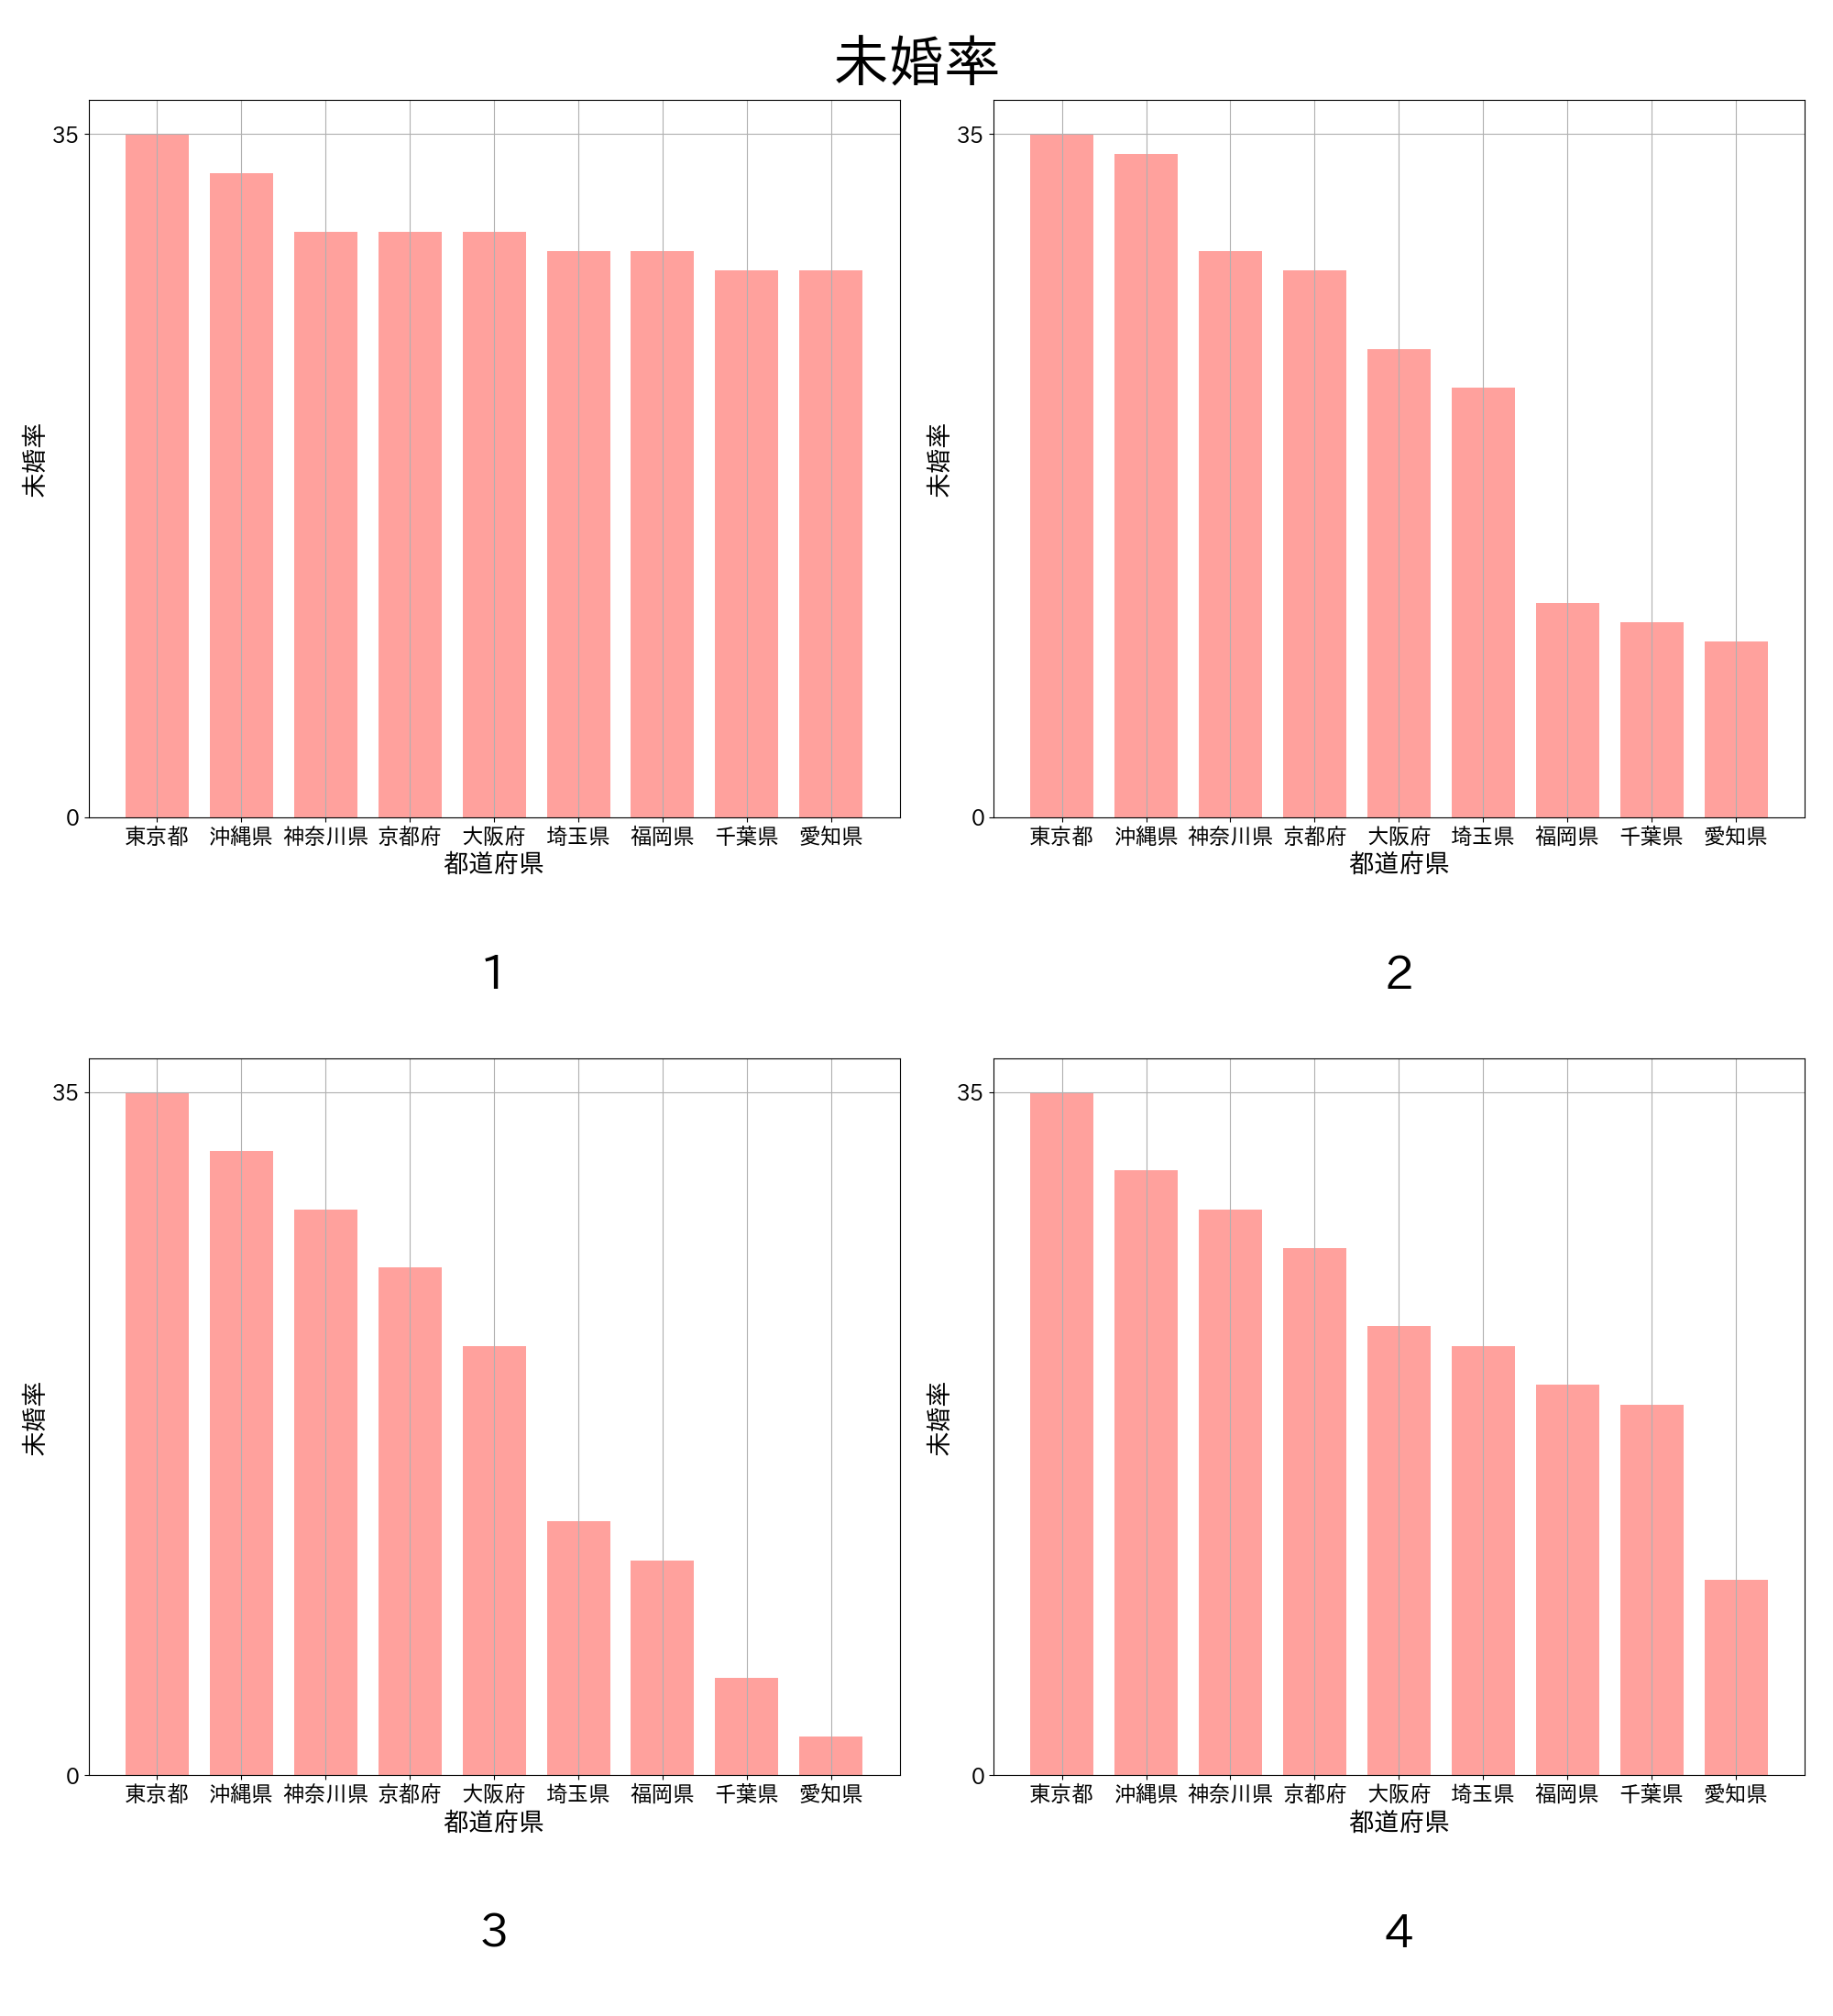 未婚率
35
0
未婚率
東京都 沖縄県 神奈川県 京都府 大阪府 埼玉県 福岡県 千葉県 愛知県
都道府県
1
35
0
未婚率
東京都 沖縄県 神奈川県 京都府 大阪府 埼玉県 福岡県 千葉県 愛知県
都道府県
2
35
0
未婚率
東京都 沖縄県 神奈川県 京都府 大阪府 埼玉県 福岡県 千葉県 愛知県
都道府県
3
35
0
未婚率
東京都 沖縄県 神奈川県 京都府 大阪府 埼玉県 福岡県 千葉県 愛知県
都道府県
4